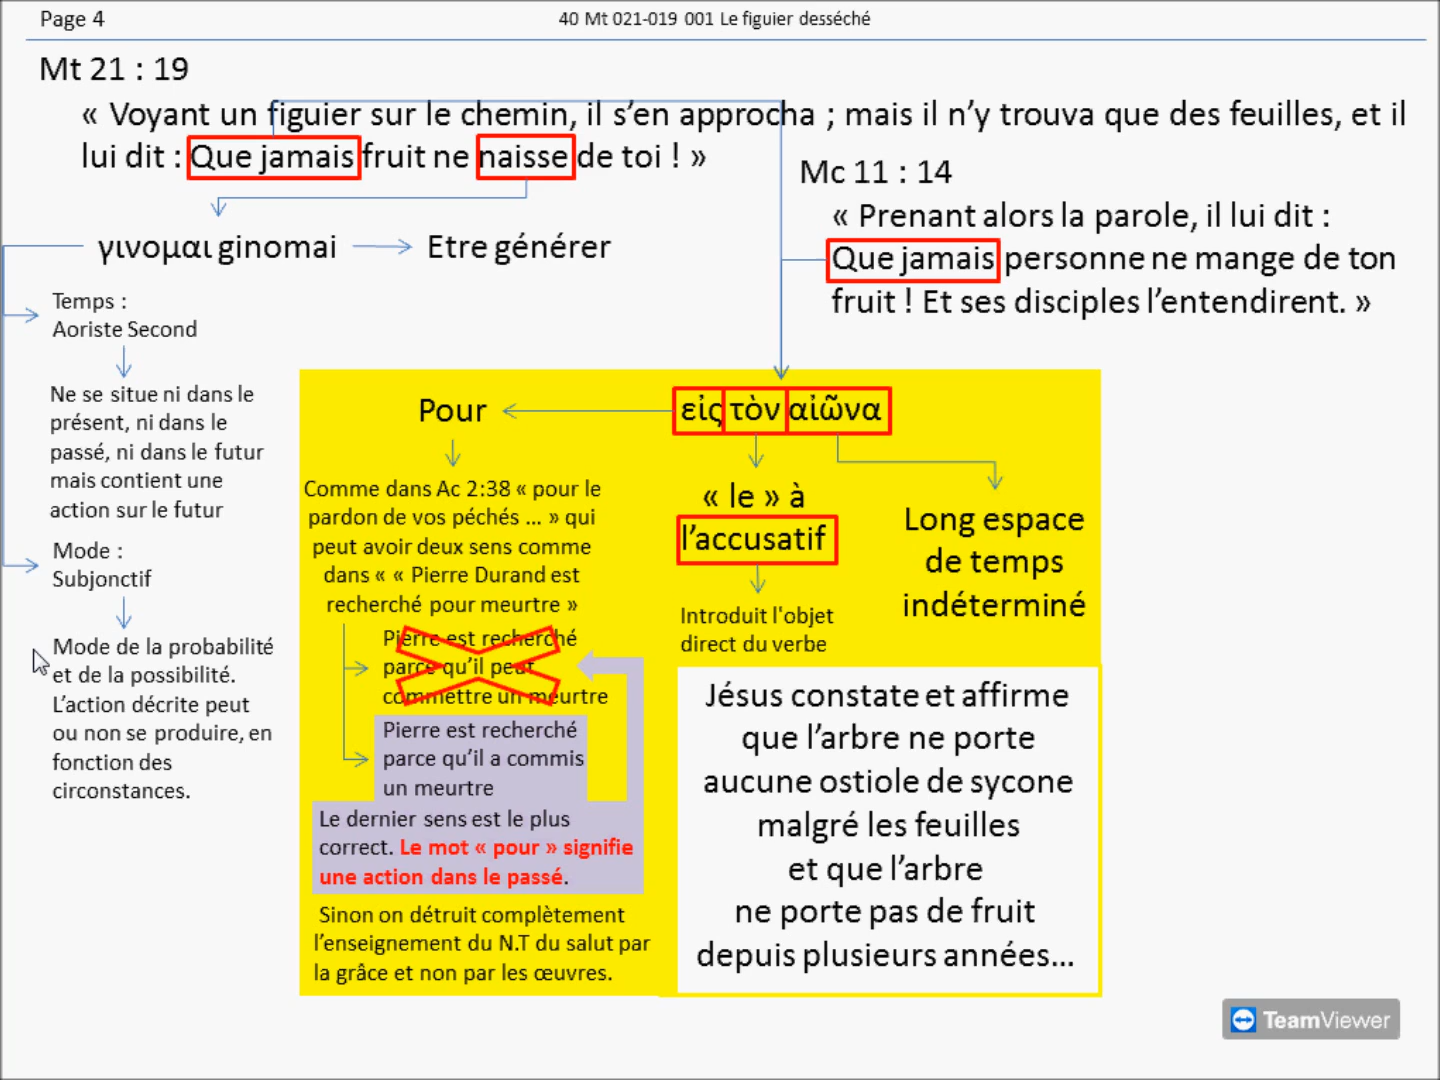 Page 4
40 Mt 021-019 001 Le figuier desséché
Mt 21 : 19
« Voyant un figuier sur le chemin, il s’en approcha ; mais il n’y trouva que des feuilles, et il
lui dit : Que jamais fruit ne naisse de toi ! »
Mc 11 : 14
« Prenant alors la parole, il lui dit :
Que jamais personne ne mange de ton
fruit ! Et ses disciples l’entendirent. »
γινομαι ginomai
Etre générer
Temps :
Aoriste Second
Ne se situe ni dans le
présent, ni dans le
passé, ni dans le futur
mais contient une
action sur le futur
Mode :
Subjonctif
Mode de la probabilité
et de la possibilité.
L’action décrite peut
ou non se produire, en
fonction des
circonstances.
Pour
εἰς τὸν αἰῶνα
Comme dans Ac 2:38 « pour le
pardon de vos péchés ... » qui
peut avoir deux sens comme
dans « « Pierre Durand est
recherché pour meurtre »
Pierre est recherché
parce qu’il peut
commettre un meurtre
Pierre est recherché
parce qu’il a commis
un meurtre
Le dernier sens est le plus
correct. Le mot « pour » signifie
une action dans le passé.
Sinon on détruit complètement
l’enseignement du N.T du salut par
la grâce et non par les œuvres.
« le » à
l’accusatif
Introduit l'objet
direct du verbe
Long espace
de temps
indéterminé
Jésus constate et affirme
que l’arbre ne porte
aucune ostiole de sycone
malgré les feuilles
et que l’arbre
ne porte pas de fruit
depuis plusieurs années...
TeamViewer